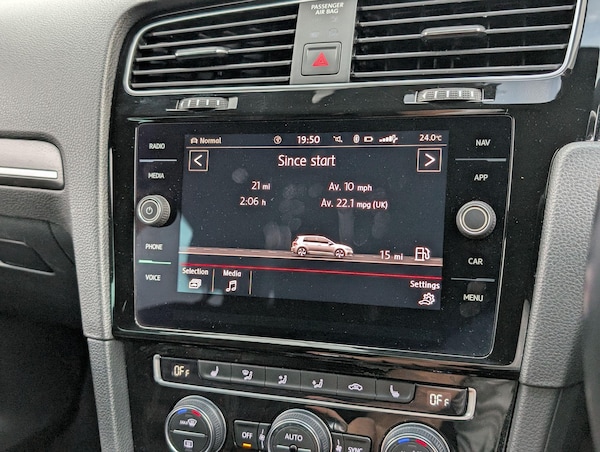 PASSENGER
AIR BAG
RADIO
MEDIA
PHONE
VOICE
Normal 19:50 24.0°C
Since start
21 mi Av. 10 mph
2:06 h Av. 22.1 mpg (UK)
15 mi
Selection Media Settings
NAV
APP
CAR
MENU
OFF OFF
OFF AUTO SYNC